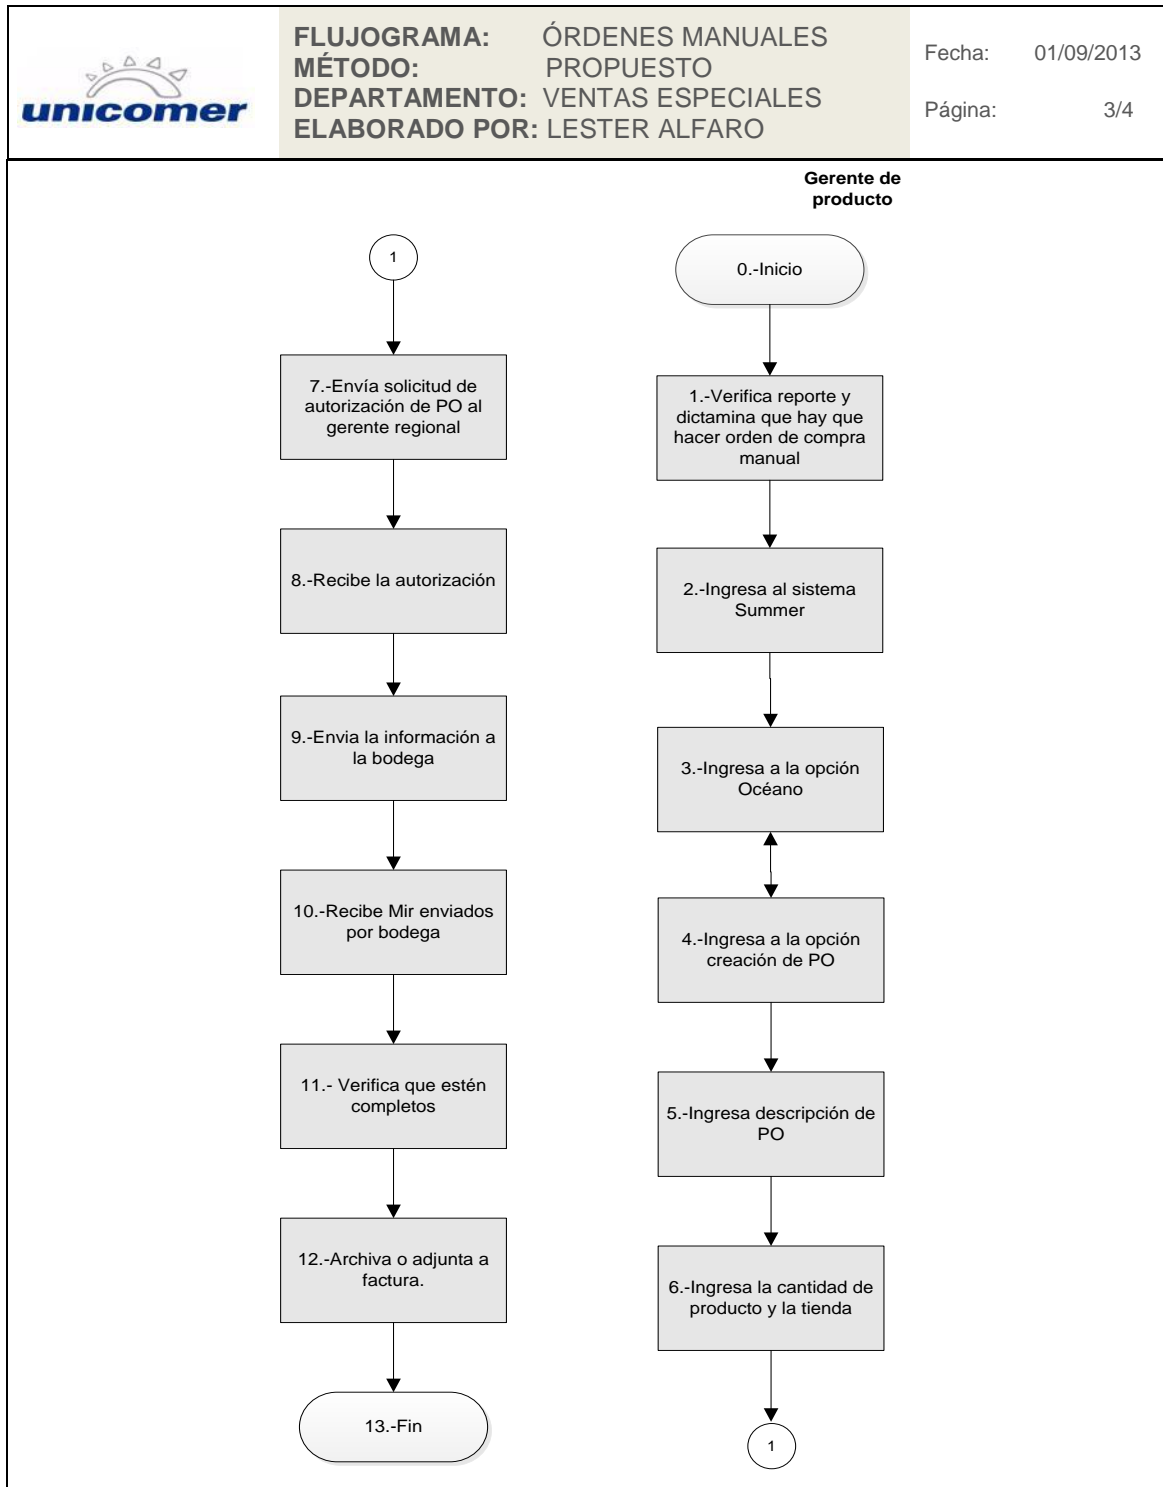 unicomer
FLUJOGRAMA: ÓRDENES MANUALES
MÉTODO: PROPUESTO
DEPARTAMENTO: VENTAS ESPECIALES
ELABORADO POR: LESTER ALFARO
Fecha: 01/09/2013
Página: 3/4
Gerente de
producto
0.-Inicio
1.-Verifica reporte y
dictamina que hay que
hacer orden de compra
manual
2.-Ingresa al sistema
Summer
3.-Ingresa a la opción
Océano
4.-Ingresa a la opción
creación de PO
5.-Ingresa descripción de
PO
6.-Ingresa la cantidad de
producto y la tienda
1
1
7.-Envía solicitud de
autorización de PO al
gerente regional
8.-Recibe la autorización
9.-Envia la información a
la bodega
10.-Recibe Mir enviados
por bodega
11.- Verifica que estén
completos
12.-Archiva o adjunta a
factura.
13.-Fin